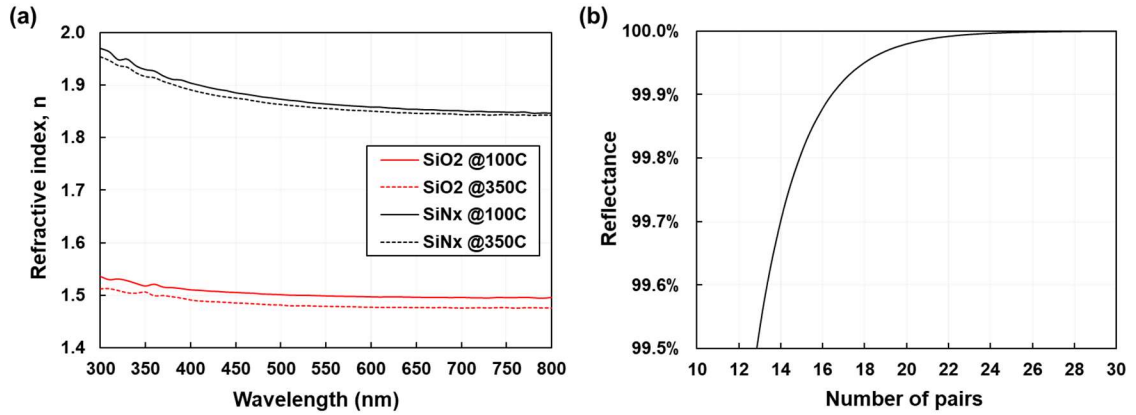 (a)
2.0
1.9
1.8
1.7
1.6
1.5
1.4
Refractive index, n
SiO2 @100C
SiO2 @350C
SiNx @100C
SiNx @350C
300 350 400 450 500 550 600 650 700 750 800
Wavelength (nm)
(b)
100.0%
99.9%
99.8%
99.7%
99.6%
99.5%
Reflectance
10 12 14 16 18 20 22 24 26 28 30
Number of pairs